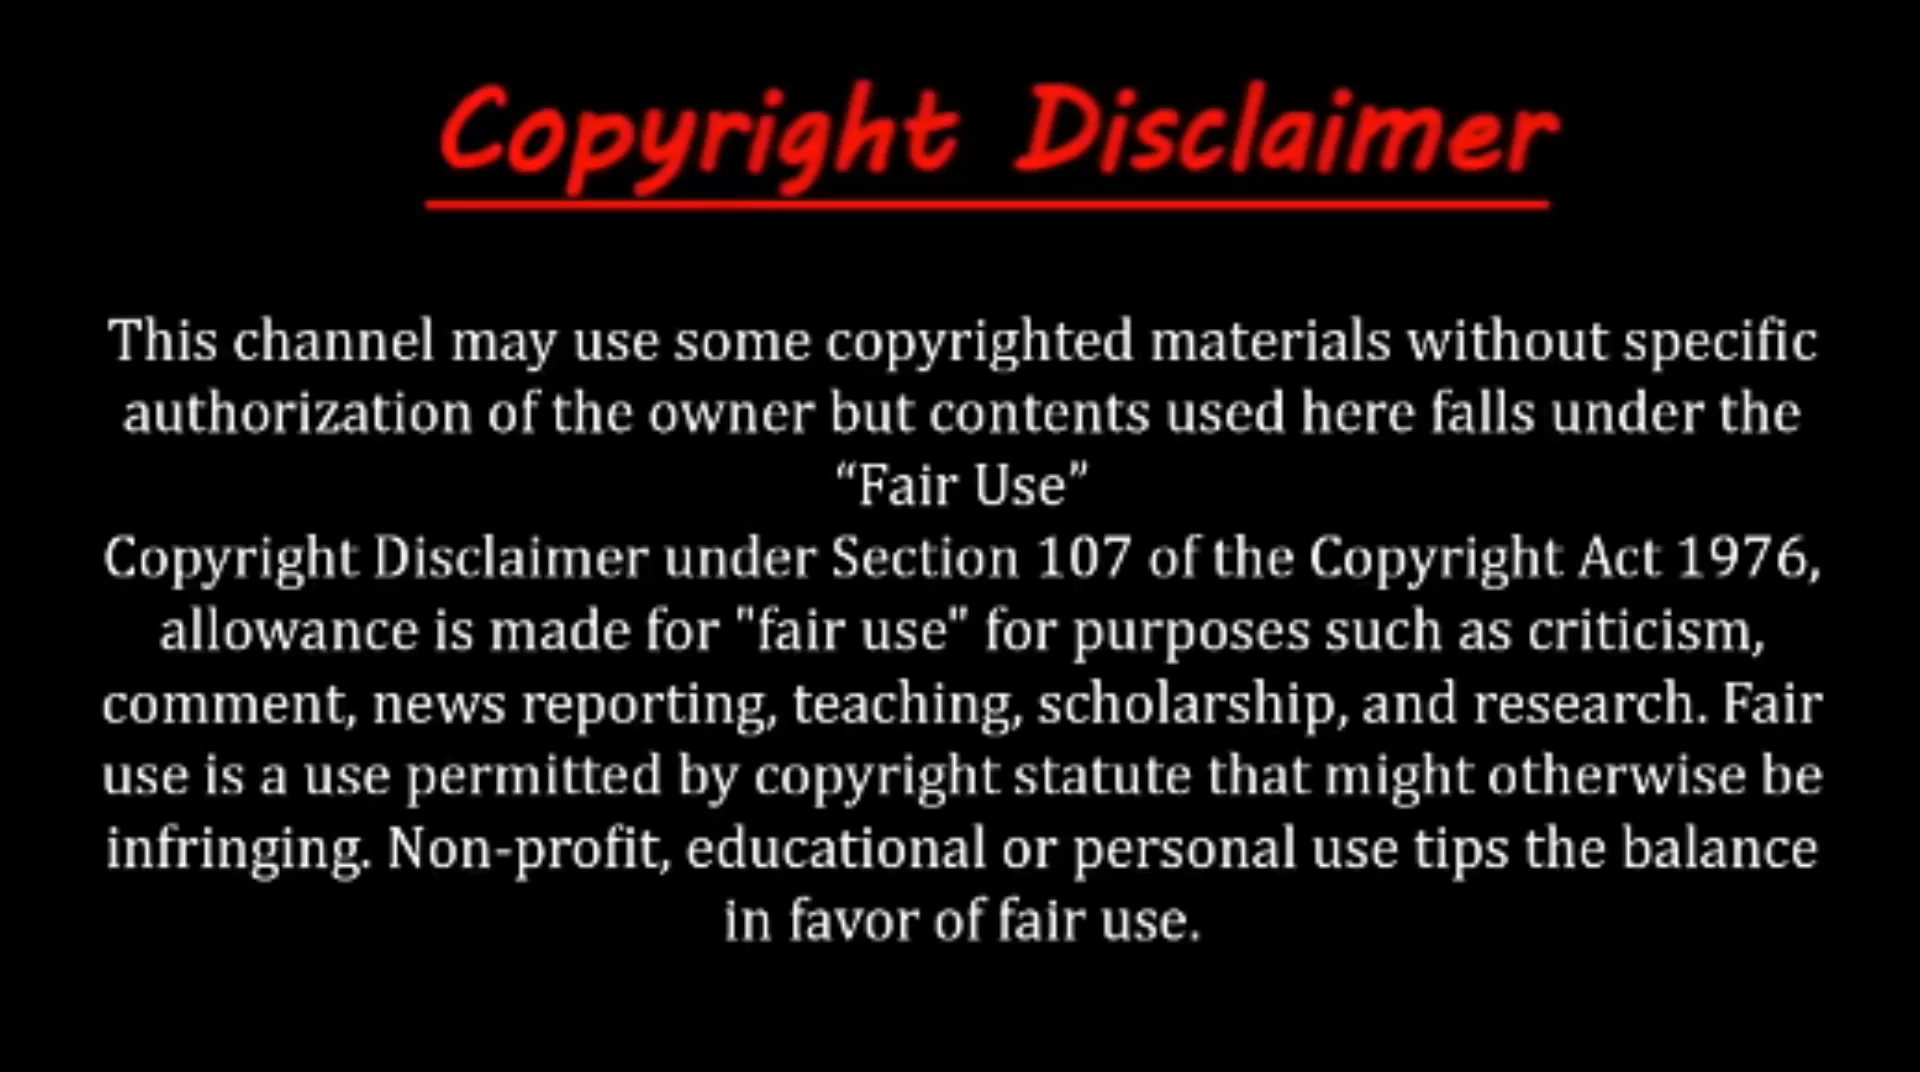 Copyright Disclaimer
This channel may use some copyrighted materials without specific
authorization of the owner but contents used here falls under the
“Fair Use”
Copyright Disclaimer under Section 107 of the Copyright Act 1976,
allowance is made for "fair use" for purposes such as criticism,
comment, news reporting, teaching, scholarship, and research. Fair
use is a use permitted by copyright statute that might otherwise be
infringing. Non-profit, educational or personal use tips the balance
in favor of fair use.